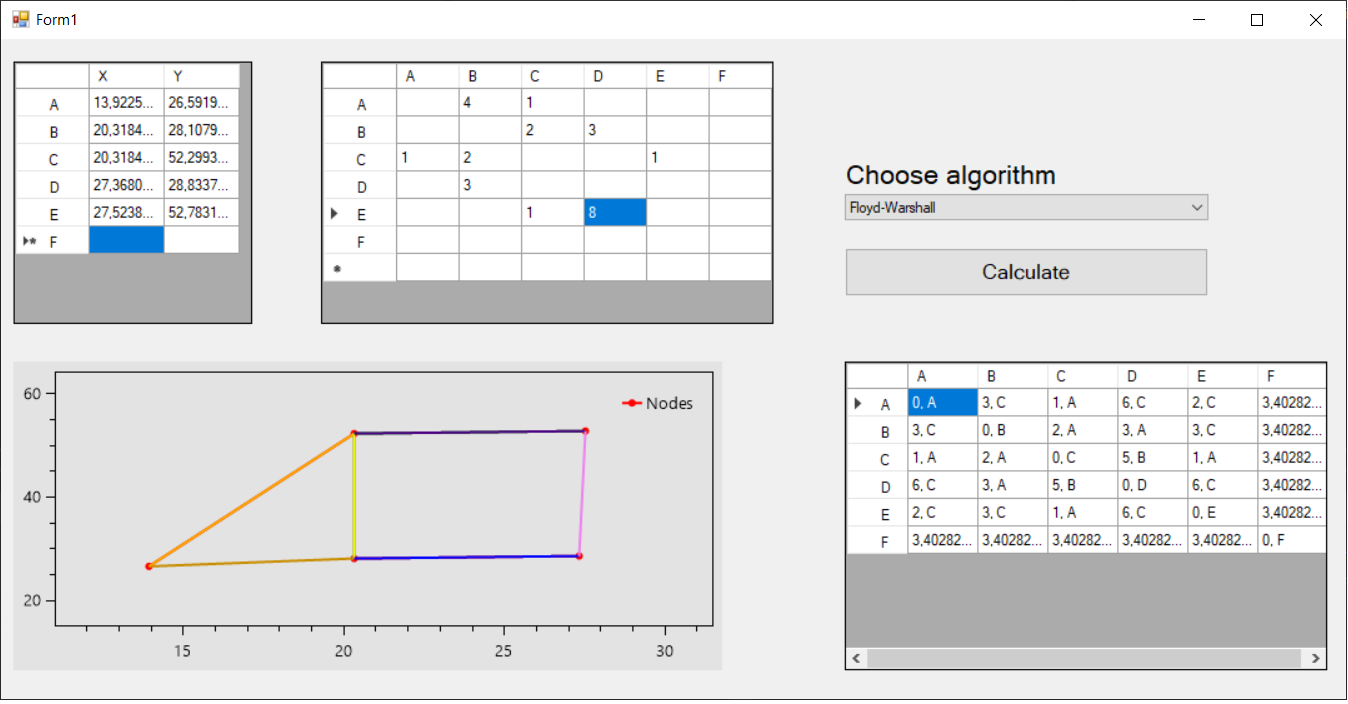 Form1
X Y
A 13,9225... 26,5919...
B 20,3184... 28,1079...
C 20,3184... 52,2993...
D 27,3680... 28,8337...
E 27,5238... 52,7831...
F
A B C D E F
A 4 1
B 2 3
C 1 2 1
D 3
E 1 8
F
Choose algorithm
Floyd-Warshall
Calculate
60
40
20
15 20 25 30
Nodes
A B C D E F
A 0, A 3, C 1, A 6, C 2, C 3,40282...
B 3, C 0, B 2, A 3, A 3, C 3,40282...
C 1, A 2, A 0, C 5, B 1, A 3,40282...
D 6, C 3, A 5, B 0, D 6, C 3,40282...
E 2, C 3, C 1, A 6, C 0, E 3,40282...
F 3,40282... 3,40282... 3,40282... 3,40282... 3,40282... 0, F